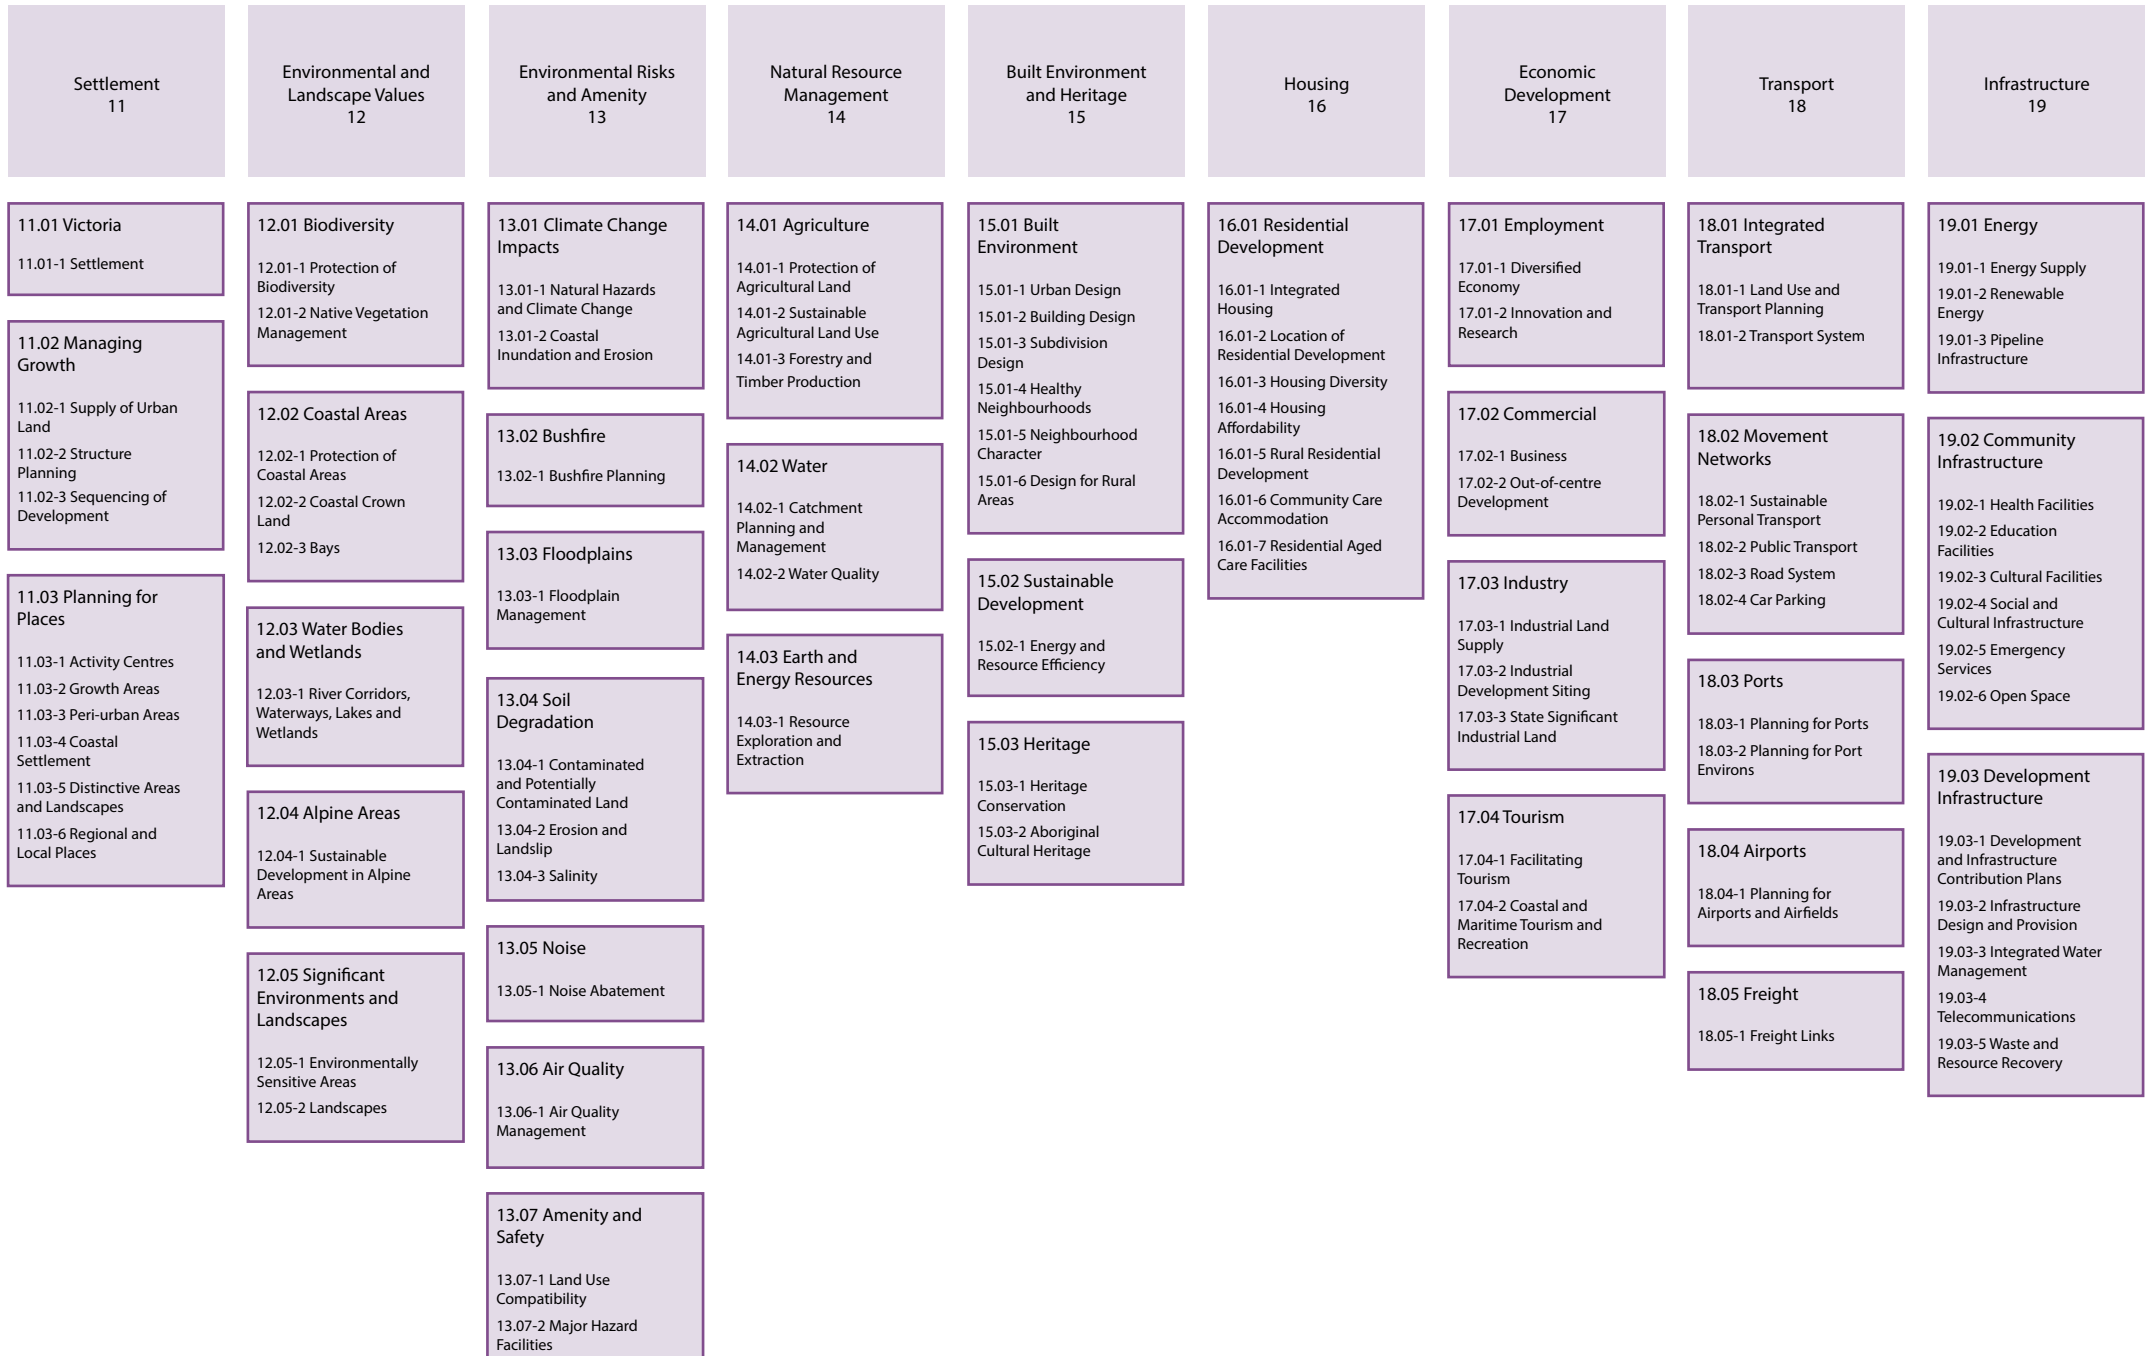 Settlement
11
Environmental and
Landscape Values
12
Environmental Risks
and Amenity
13
Natural Resource
Management
14
Built Environment
and Heritage
15
Housing
16
Economic
Development
17
Transport
18
Infrastructure
19
11.01 Victoria
11.01-1 Settlement
11.02 Managing
Growth
11.02-1 Supply of Urban
Land
11.02-2 Structure
Planning
11.02-3 Sequencing of
Development
11.03 Planning for
Places
11.03-1 Activity Centres
11.03-2 Growth Areas
11.03-3 Peri-urban Areas
11.03-4 Coastal
Settlement
11.03-5 Distinctive Areas
and Landscapes
11.03-6 Regional and
Local Places
12.01 Biodiversity
12.01-1 Protection of
Biodiversity
12.01-2 Native Vegetation
Management
12.02 Coastal Areas
12.02-1 Protection of
Coastal Areas
12.02-2 Coastal Crown
Land
12.02-3 Bays
12.03 Water Bodies
and Wetlands
12.03-1 River Corridors,
Waterways, Lakes and
Wetlands
12.04 Alpine Areas
12.04-1 Sustainable
Development in Alpine
Areas
12.05 Significant
Environments and
Landscapes
12.05-1 Environmentally
Sensitive Areas
12.05-2 Landscapes
13.01 Climate Change
Impacts
13.01-1 Natural Hazards
and Climate Change
13.01-2 Coastal
Inundation and Erosion
13.02 Bushfire
13.02-1 Bushfire Planning
13.03 Floodplains
13.03-1 Floodplain
Management
13.04 Soil
Degradation
13.04-1 Contaminated
and Potentially
Contaminated Land
13.04-2 Erosion and
Landslip
13.04-3 Salinity
13.05 Noise
13.05-1 Noise Abatement
13.06 Air Quality
13.06-1 Air Quality
Management
13.07 Amenity and
Safety
13.07-1 Land Use
Compatibility
13.07-2 Major Hazard
Facilities
14.01 Agriculture
14.01-1 Protection of
Agricultural Land
14.01-2 Sustainable
Agricultural Land Use
14.01-3 Forestry and
Timber Production
14.02 Water
14.02-1 Catchment
Planning and
Management
14.02-2 Water Quality
14.03 Earth and
Energy Resources
14.03-1 Resource
Exploration and
Extraction
15.01 Built
Environment
15.01-1 Urban Design
15.01-2 Building Design
15.01-3 Subdivision
Design
15.01-4 Healthy
Neighbourhoods
15.01-5 Neighbourhood
Character
15.01-6 Design for Rural
Areas
15.02 Sustainable
Development
15.02-1 Energy and
Resource Efficiency
15.03 Heritage
15.03-1 Heritage
Conservation
15.03-2 Aboriginal
Cultural Heritage
16.01 Residential
Development
16.01-1 Integrated
Housing
16.01-2 Location of
Residential Development
16.01-3 Housing Diversity
16.01-4 Housing
Affordability
16.01-5 Rural Residential
Development
16.01-6 Community Care
Accommodation
16.01-7 Residential Aged
Care Facilities
17.01 Employment
17.01-1 Diversified
Economy
17.01-2 Innovation and
Research
17.02 Commercial
17.02-1 Business
17.02-2 Out-of-centre
Development
17.03 Industry
17.03-1 Industrial Land
Supply
17.03-2 Industrial
Development Siting
17.03-3 State Significant
Industrial Land
17.04 Tourism
17.04-1 Facilitating
Tourism
17.04-2 Coastal and
Maritime Tourism and
Recreation
18.01 Integrated
Transport
18.01-1 Land Use and
Transport Planning
18.01-2 Transport System
18.02 Movement
Networks
18.02-1 Sustainable
Personal Transport
18.02-2 Public Transport
18.02-3 Road System
18.02-4 Car Parking
18.03 Ports
18.03-1 Planning for Ports
18.03-2 Planning for Port
Environs
18.04 Airports
18.04-1 Planning for
Airports and Airfields
18.05 Freight
18.05-1 Freight Links
19.01 Energy
19.01-1 Energy Supply
19.01-2 Renewable
Energy
19.01-3 Pipeline
Infrastructure
19.02 Community
Infrastructure
19.02-1 Health Facilities
19.02-2 Education
Facilities
19.02-3 Cultural Facilities
19.02-4 Social and
Cultural Infrastructure
19.02-5 Emergency
Services
19.02-6 Open Space
19.03 Development
Infrastructure
19.03-1 Development
and Infrastructure
Contribution Plans
19.03-2 Infrastructure
Design and Provision
19.03-3 Integrated Water
Management
19.03-4
Telecommunications
19.03-5 Waste and
Resource Recovery